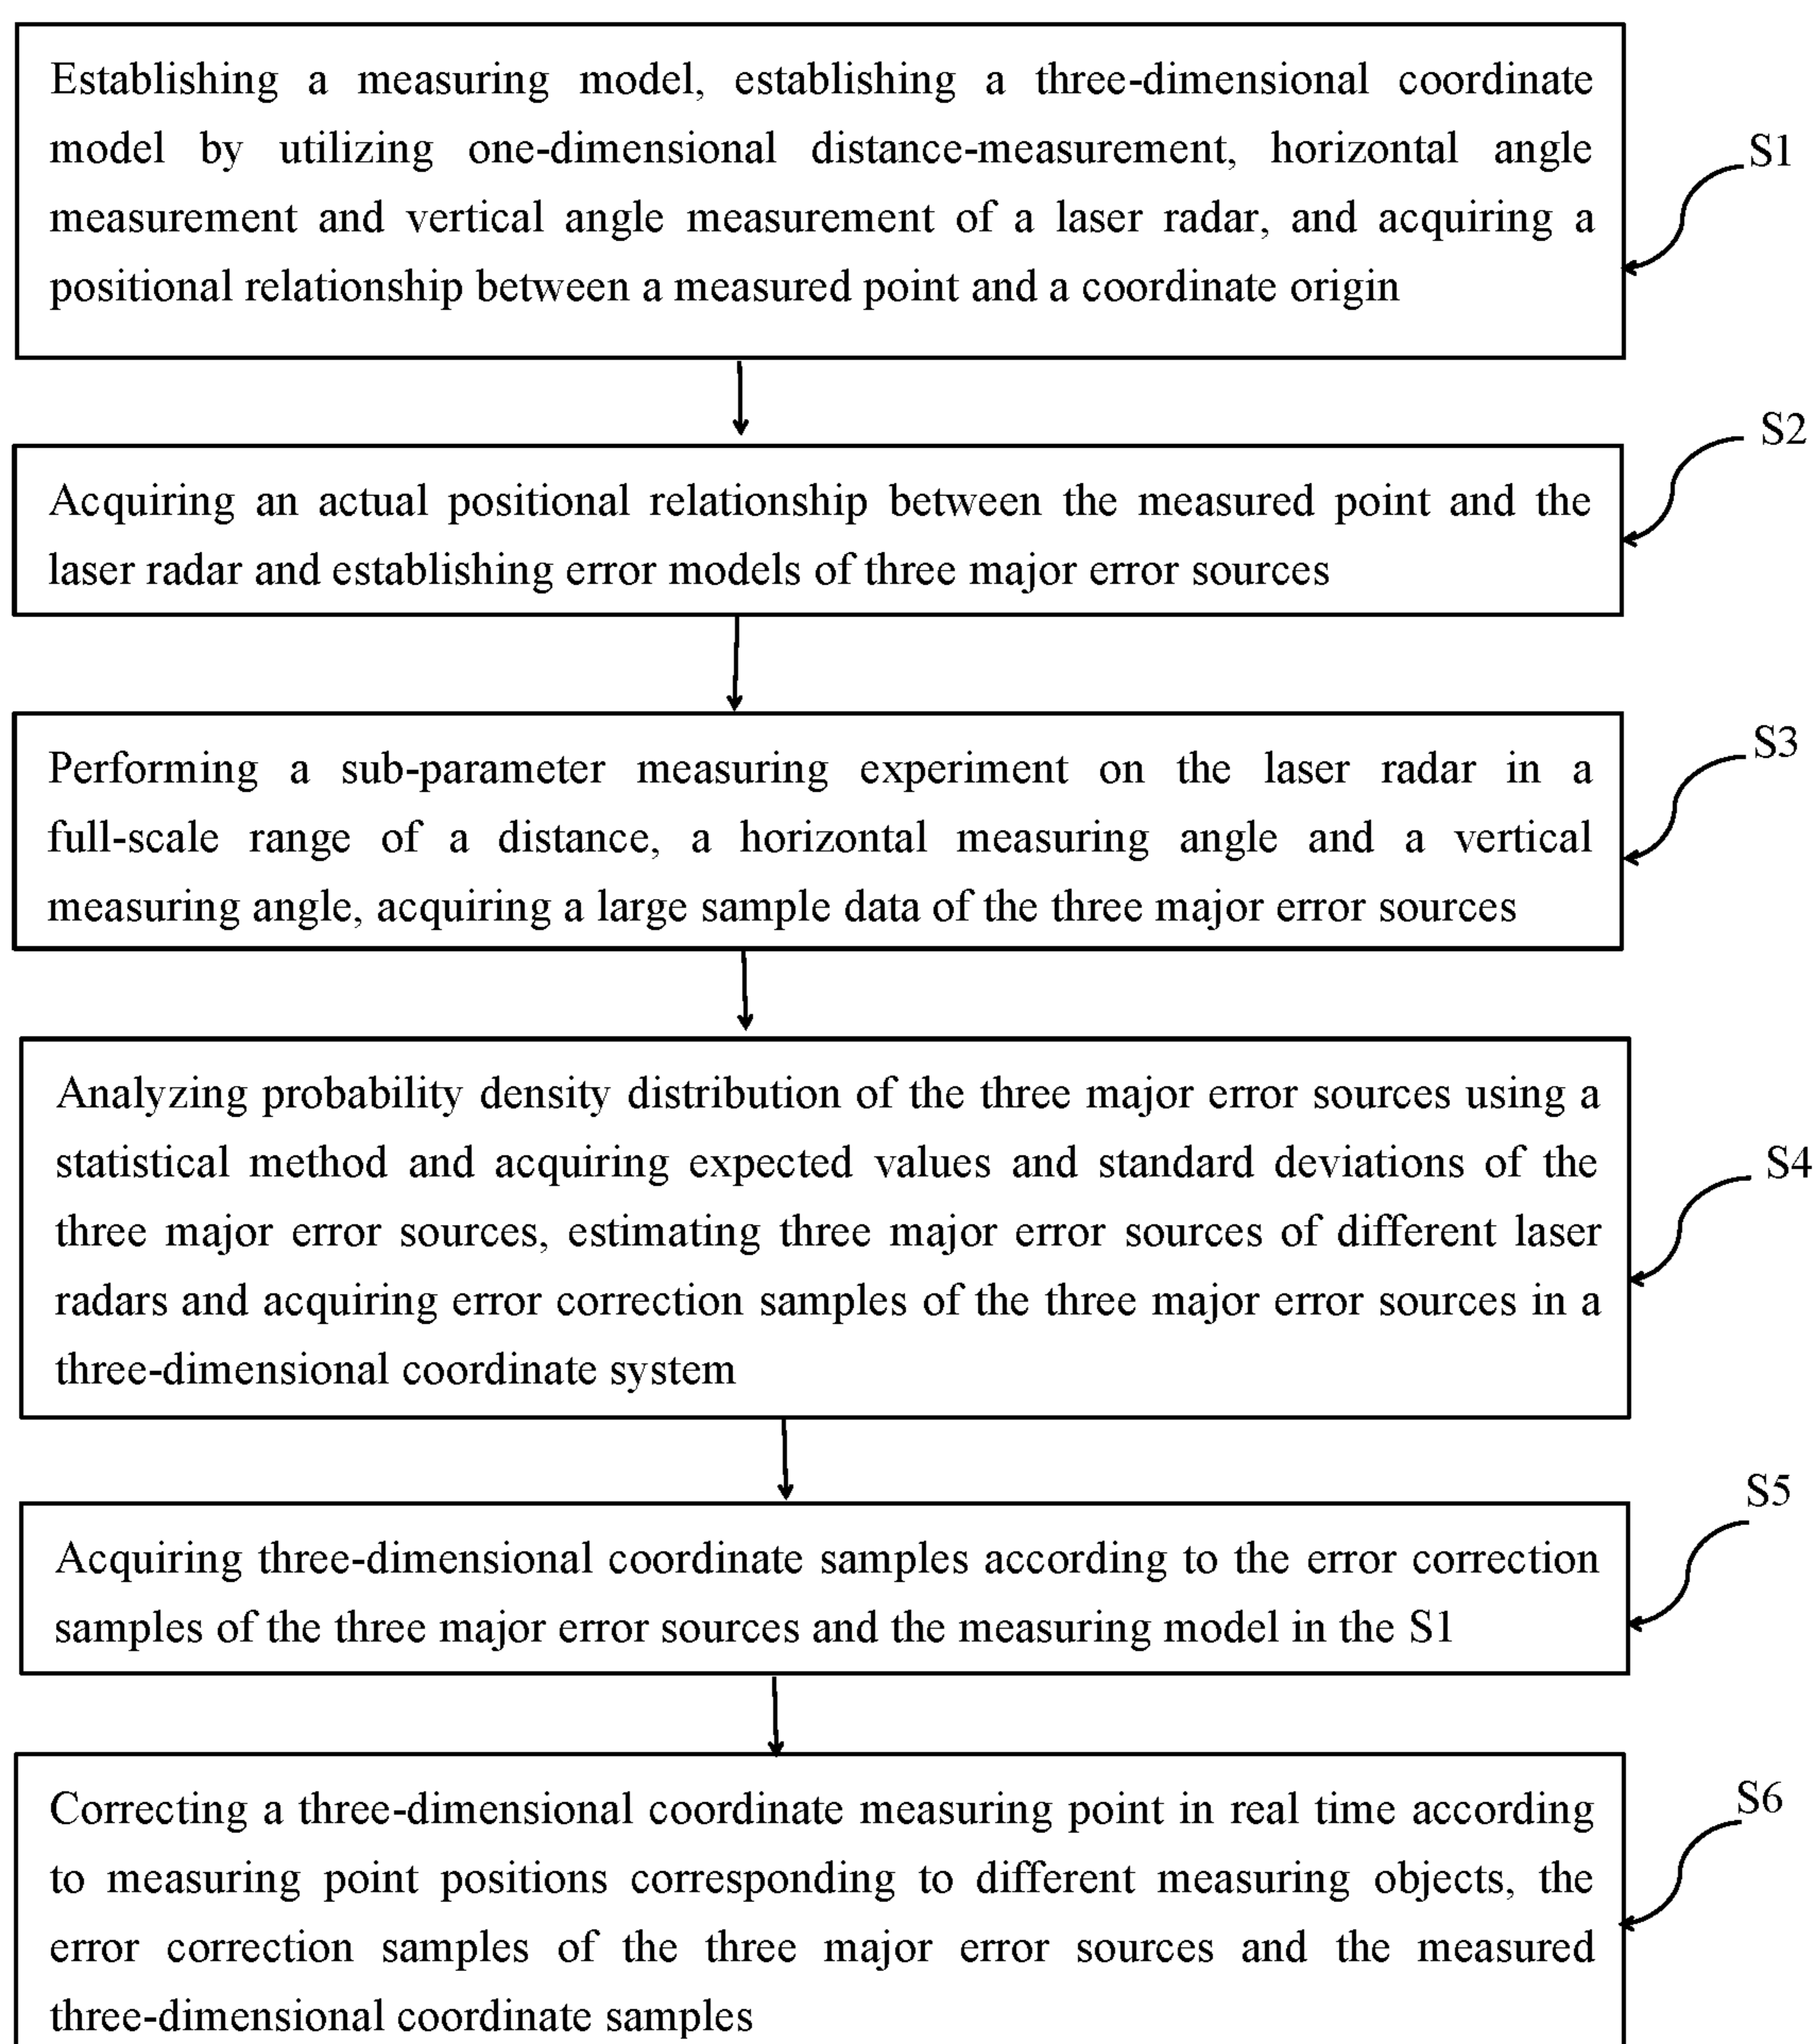 Establishing a measuring model, establishing a three-dimensional coordinate
model by utilizing one-dimensional distance-measurement, horizontal angle
measurement and vertical angle measurement of a laser radar, and acquiring a
positional relationship between a measured point and a coordinate origin
S1
Acquiring an actual positional relationship between the measured point and the
laser radar and establishing error models of three major error sources
S2
Performing a sub-parameter measuring experiment on the laser radar in a
full-scale range of a distance, a horizontal measuring angle and a vertical
measuring angle, acquiring a large sample data of the three major error sources
S3
Analyzing probability density distribution of the three major error sources using a
statistical method and acquiring expected values and standard deviations of the
three major error sources, estimating three major error sources of different laser
radars and acquiring error correction samples of the three major error sources in a
three-dimensional coordinate system
S4
Acquiring three-dimensional coordinate samples according to the error correction
samples of the three major error sources and the measuring model in the S1
S5
Correcting a three-dimensional coordinate measuring point in real time according
to measuring point positions corresponding to different measuring objects, the
error correction samples of the three major error sources and the measured
three-dimensional coordinate samples
S6